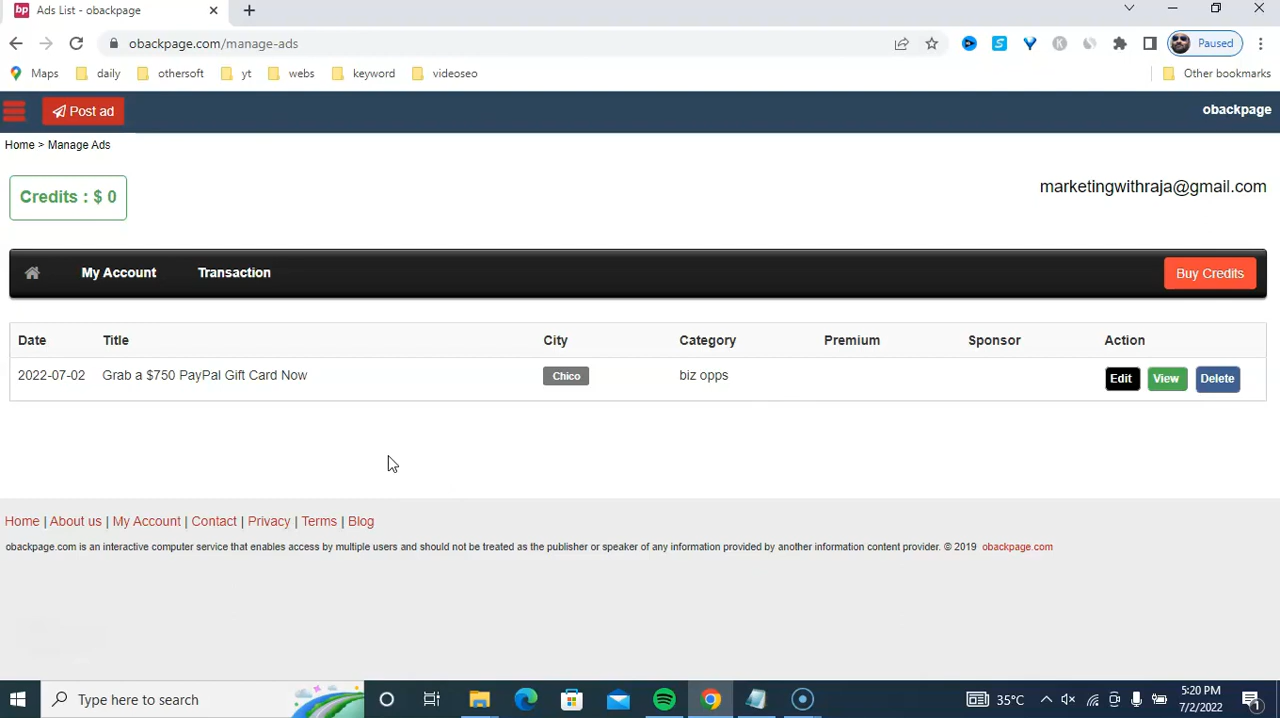 bp Ads List - obackpage
obackpage.com/manage-ads
Paused
Maps daily othersoft yt webs keyword videoseo Other bookmarks
Post ad obackpage
Home > Manage Ads
Credits : $ 0
marketingwithraja@gmail.com
My Account Transaction Buy Credits
Date Title City Category Premium Sponsor Action
2022-07-02 Grab a $750 PayPal Gift Card Now Chico biz opps Edit View Delete
Home | About us | My Account | Contact | Privacy | Terms | Blog
obackpage.com is an interactive computer service that enables access by multiple users and should not be treated as the publisher or speaker of any information provided by another information content provider. © 2019 obackpage.com
Type here to search
35°C
5:20 PM
7/2/2022
1